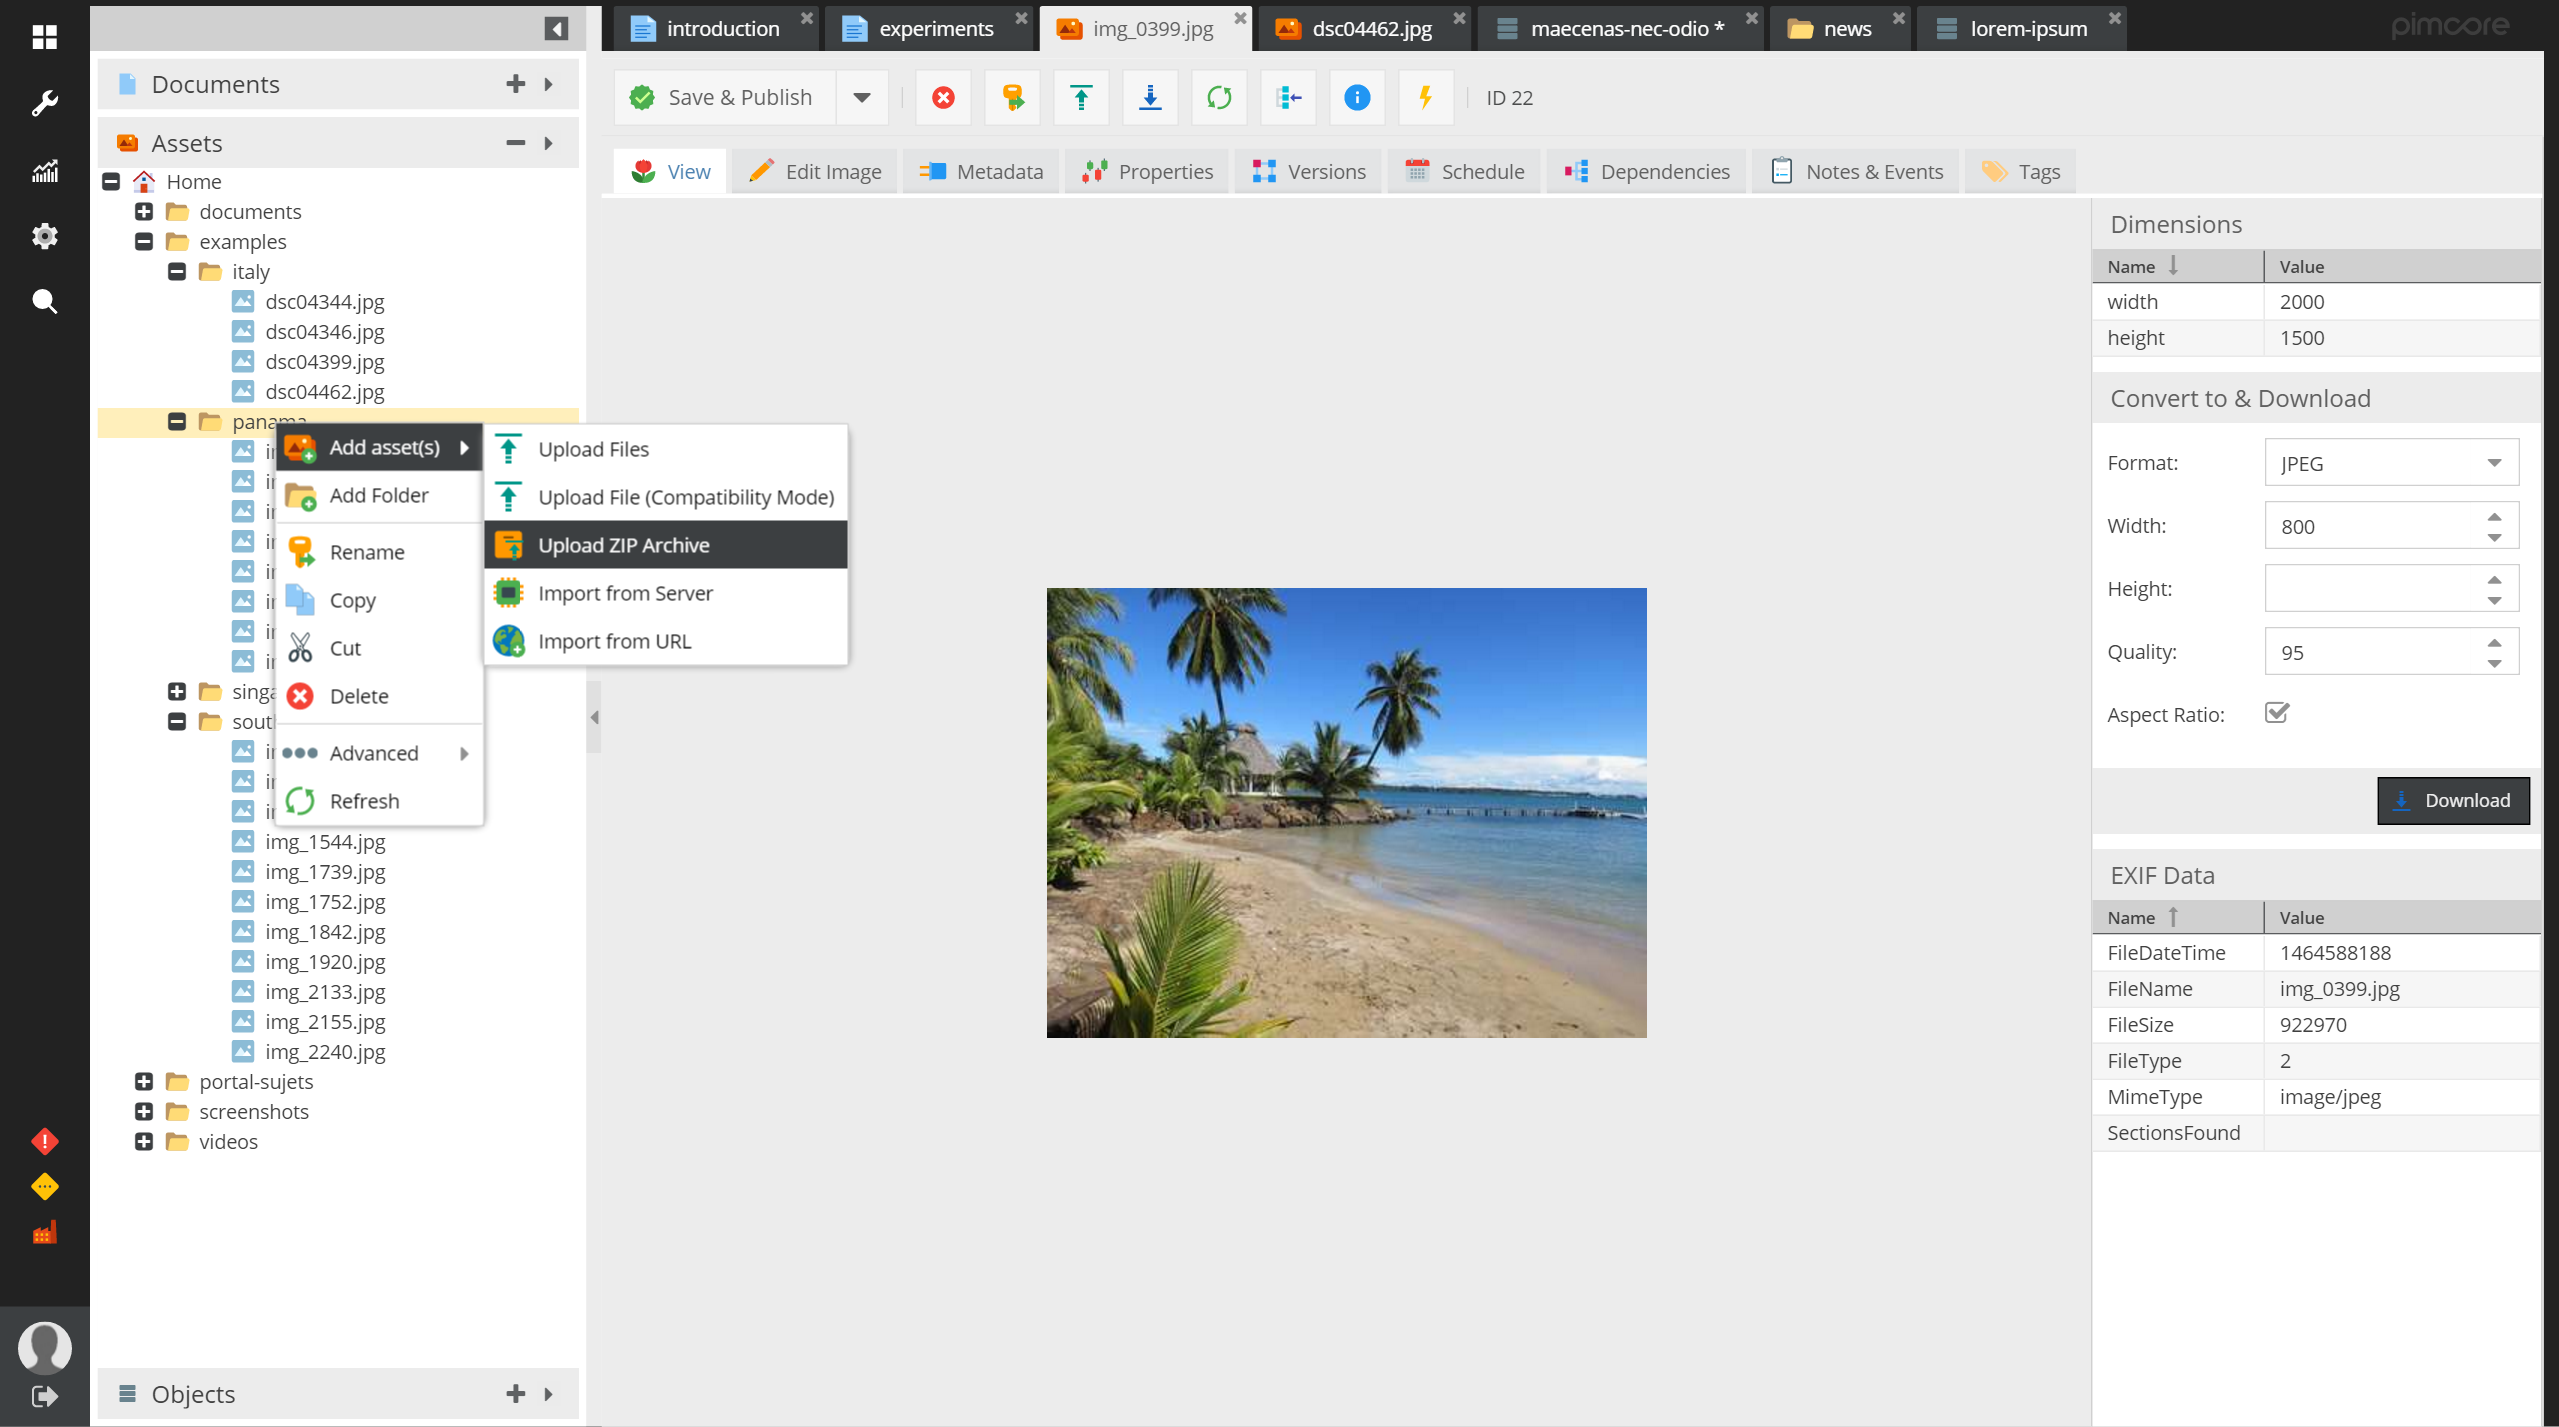 introduction
experiments
img_0399.jpg
dsc04462.jpg
maecenas-nec-odio *
news
lorem-ipsum
pimcore
Documents
Save & Publish
ID 22
Assets
View
Edit Image
Metadata
Properties
Versions
Schedule
Dependencies
Notes & Events
Tags
Home
documents
examples
italy
dsc04344.jpg
dsc04346.jpg
dsc04399.jpg
dsc04462.jpg
panama
Add asset(s)
Add Folder
Rename
Copy
Cut
Delete
Advanced
Refresh
Upload Files
Upload File (Compatibility Mode)
Upload ZIP Archive
Import from Server
Import from URL
img_1544.jpg
img_1739.jpg
img_1752.jpg
img_1842.jpg
img_1920.jpg
img_2133.jpg
img_2155.jpg
img_2240.jpg
portal-sujets
screenshots
videos
Objects
Dimensions
Name Value
width 2000
height 1500
Convert to & Download
Format: JPEG
Width: 800
Height:
Quality: 95
Aspect Ratio:
Download
EXIF Data
Name Value
FileDateTime 1464588188
FileName img_0399.jpg
FileSize 922970
FileType 2
MimeType image/jpeg
SectionsFound